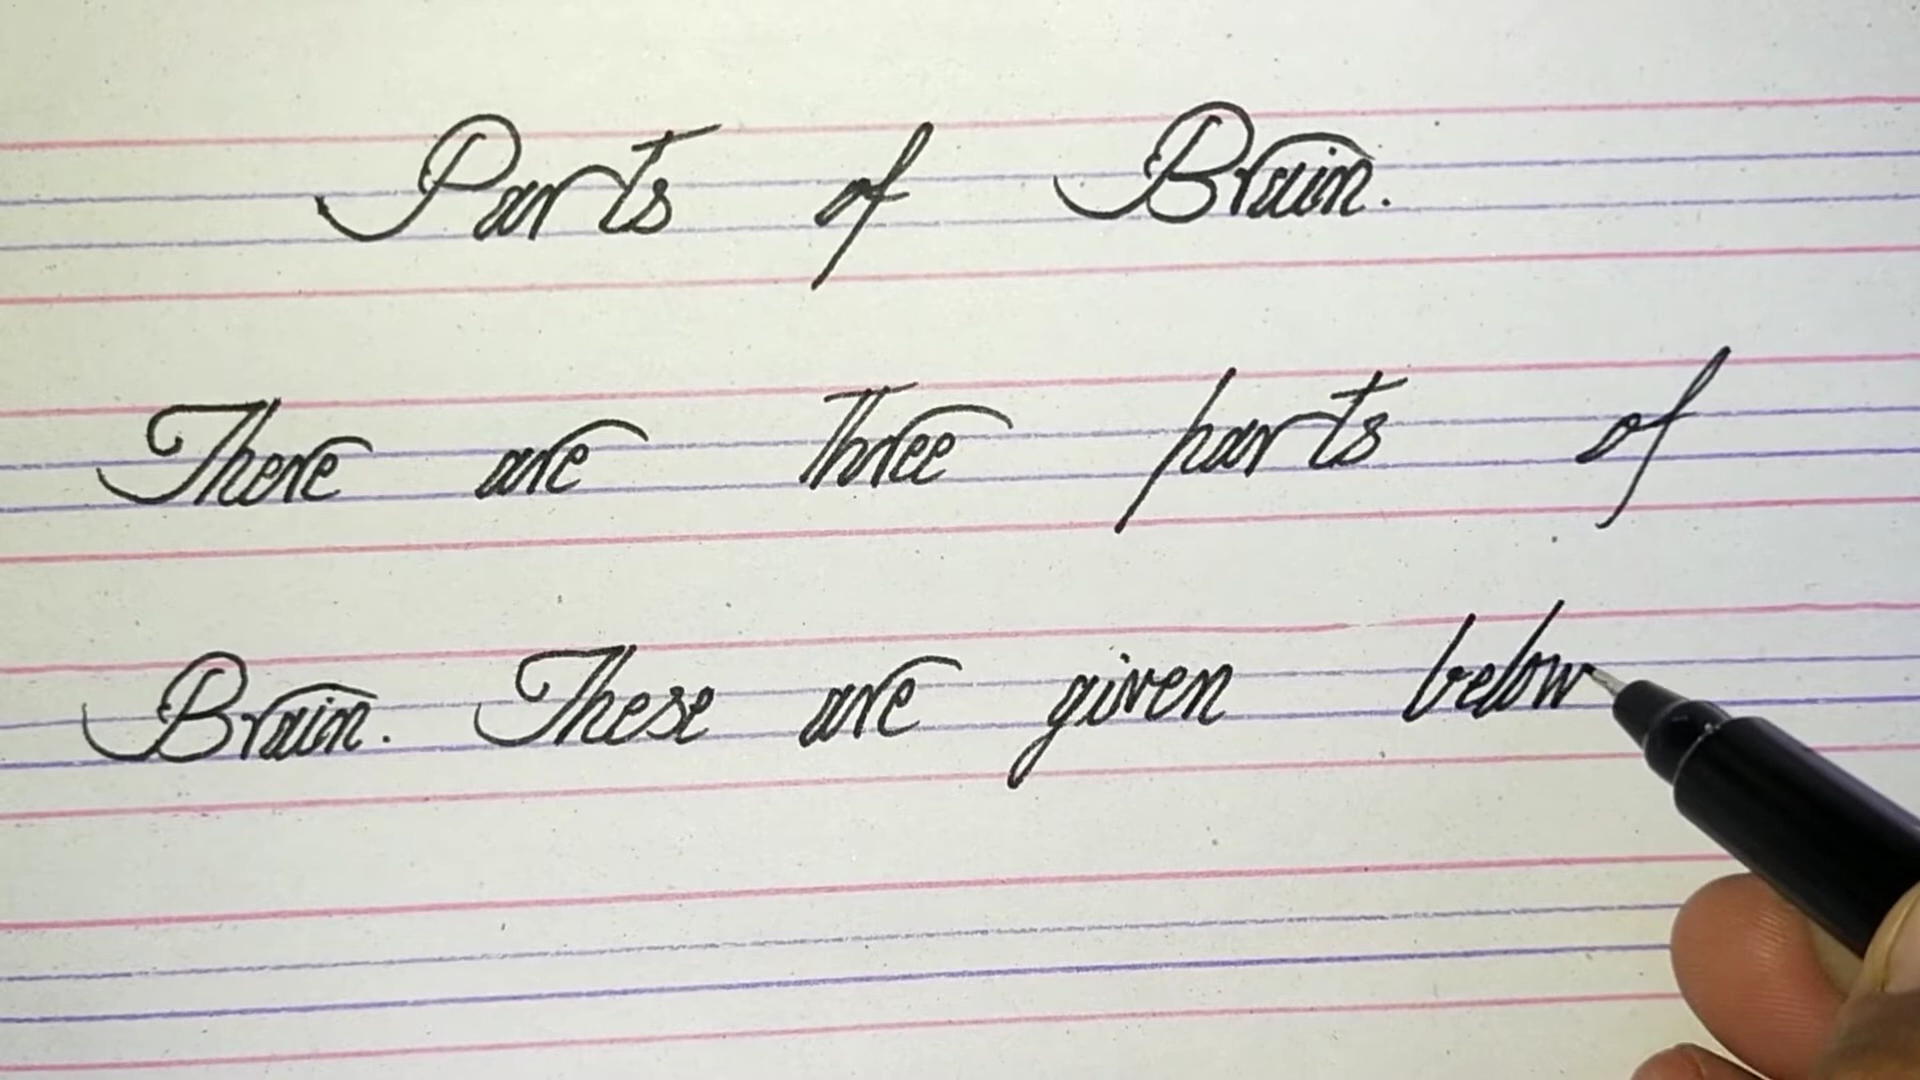 Parts of Brain.
There are three parts of
Brain. These are given below